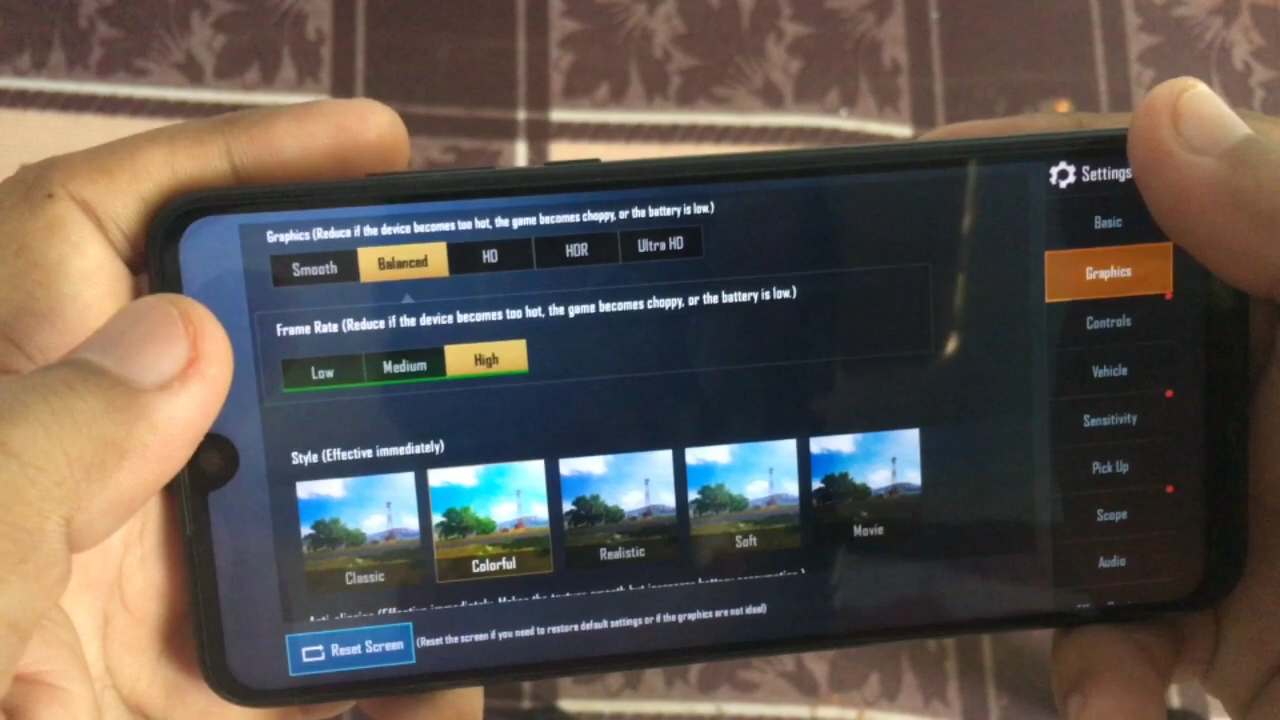 Settings
Graphics (Reduce if the device becomes too hot, the game becomes choppy, or the battery is low.)
Smooth Balanced HD HDR Ultra HD
Frame Rate (Reduce if the device becomes too hot, the game becomes choppy, or the battery is low.)
Low Medium High
Style (Effective immediately)
Classic Colorful Realistic Soft Movie
Reset Screen (Reset the screen if you need to restore default settings or if the graphics are not ideal)
Basic
Graphics
Controls
Vehicle
Sensitivity
Pick Up
Scope
Audio